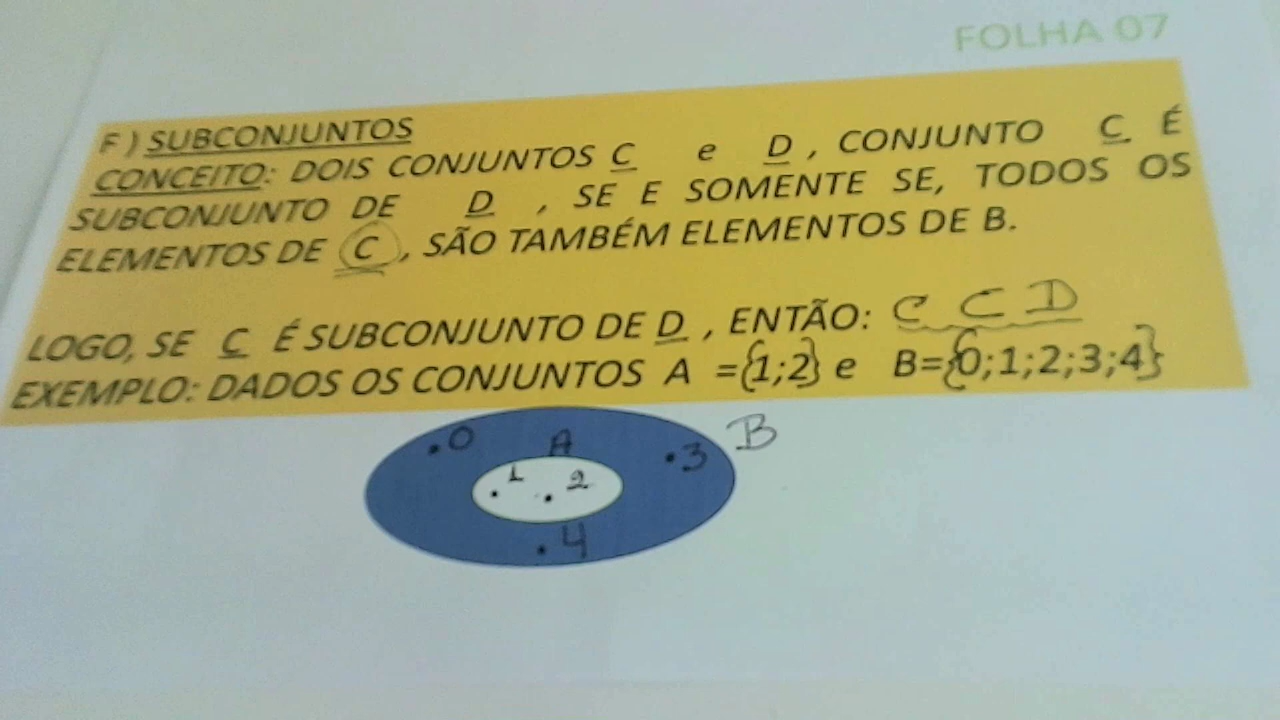 FOLHA 07
F ) SUBCONJUNTOS
CONCEITO: DOIS CONJUNTOS C e D , CONJUNTO C É
SUBCONJUNTO DE D , SE E SOMENTE SE, TODOS OS
ELEMENTOS DE C , SÃO TAMBÉM ELEMENTOS DE B.
LOGO, SE C É SUBCONJUNTO DE D , ENTÃO: C ⊂ D
EXEMPLO: DADOS OS CONJUNTOS A ={1;2} e B={0;1;2;3;4}
.0 A .3 B
1 2
.4